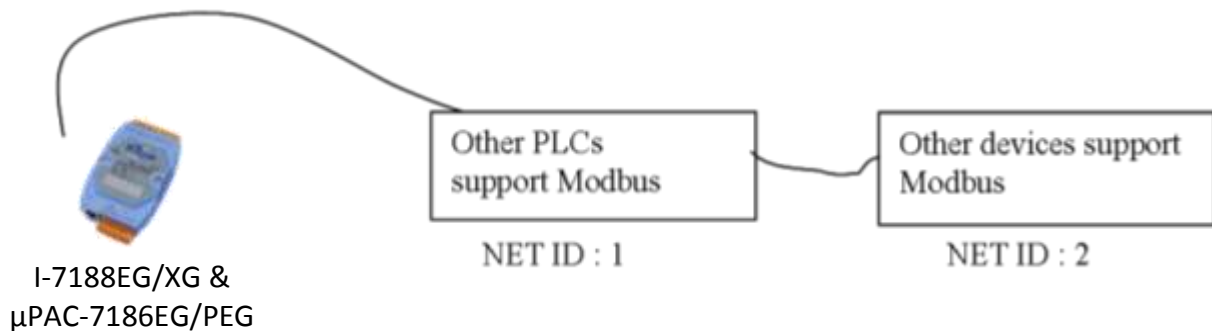 Other PLCs
support Modbus
Other devices support
Modbus
NET ID : 1
NET ID : 2
I-7188EG/XG &
µPAC-7186EG/PEG